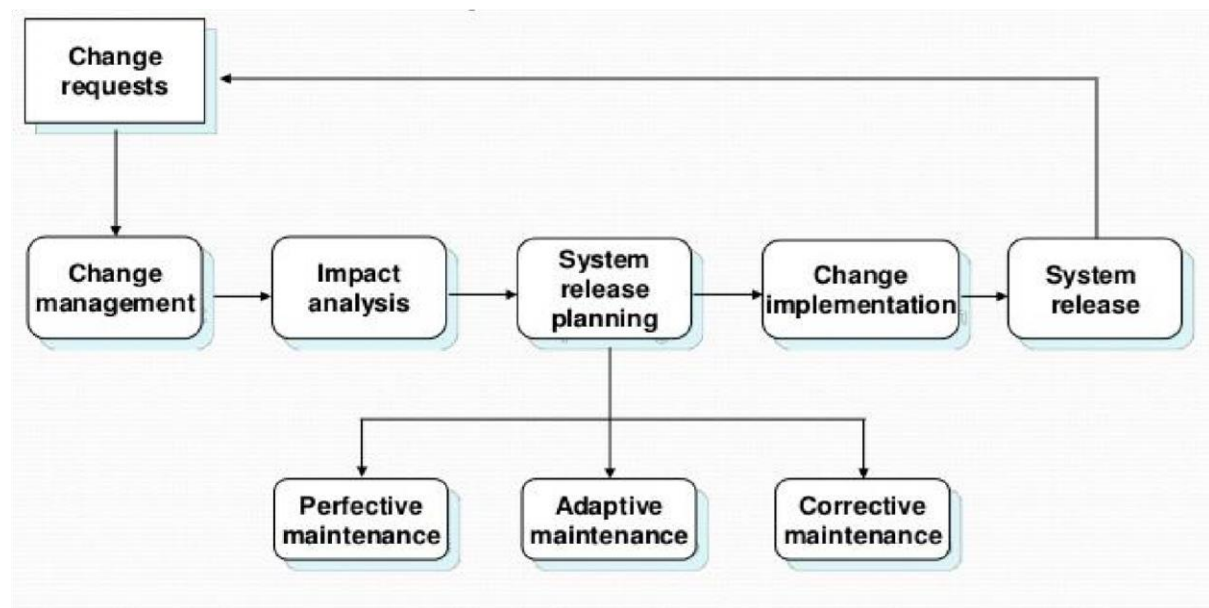 Change
requests
Change
management
Impact
analysis
System
release
planning
Change
implementation
System
release
Perfective
maintenance
Adaptive
maintenance
Corrective
maintenance